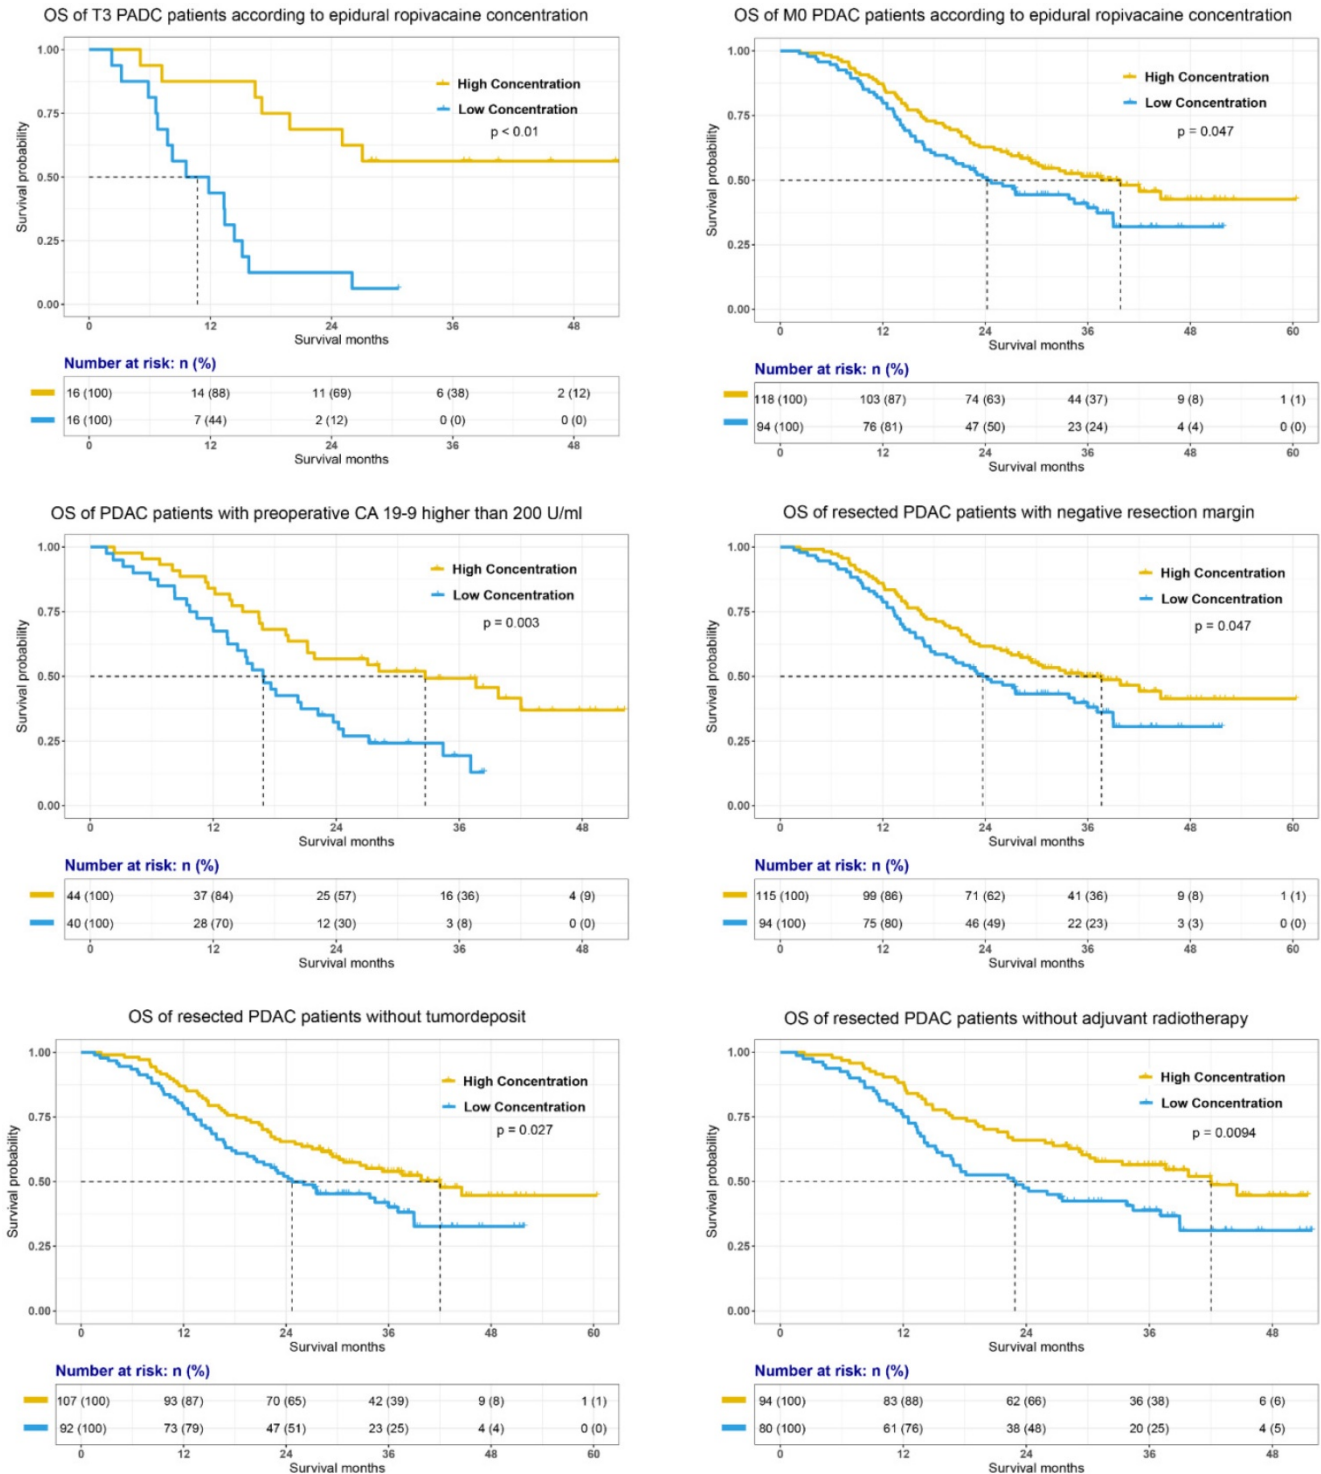 OS of T3 PADC patients according to epidural ropivacaine concentration
1.00
High Concentration
Low Concentration
p < 0.01
0.75
0.50
0.25
0.00
Survival probability
0 12 24 36 48
Survival months
Number at risk: n (%)
16 (100) 14 (88) 11 (69) 6 (38) 2 (12)
16 (100) 7 (44) 2 (12) 0 (0) 0 (0)
0 12 24 36 48
Survival months
OS of M0 PDAC patients according to epidural ropivacaine concentration
1.00
High Concentration
Low Concentration
p = 0.047
0.75
0.50
0.25
0.00
Survival probability
0 12 24 36 48 60
Survival months
Number at risk: n (%)
118 (100) 103 (87) 74 (63) 44 (37) 9 (8) 1 (1)
94 (100) 76 (81) 47 (50) 23 (24) 4 (4) 0 (0)
0 12 24 36 48 60
Survival months
OS of PDAC patients with preoperative CA 19-9 higher than 200 U/ml
1.00
High Concentration
Low Concentration
p = 0.003
0.75
0.50
0.25
0.00
Survival probability
0 12 24 36 48
Survival months
Number at risk: n (%)
44 (100) 37 (84) 25 (57) 16 (36) 4 (9)
40 (100) 28 (70) 12 (30) 3 (8) 0 (0)
0 12 24 36 48
Survival months
OS of resected PDAC patients with negative resection margin
1.00
High Concentration
Low Concentration
p = 0.047
0.75
0.50
0.25
0.00
Survival probability
0 12 24 36 48 60
Survival months
Number at risk: n (%)
115 (100) 99 (86) 71 (62) 41 (36) 9 (8) 1 (1)
94 (100) 75 (80) 46 (49) 22 (23) 3 (3) 0 (0)
0 12 24 36 48 60
Survival months
OS of resected PDAC patients without tumordeposit
1.00
High Concentration
Low Concentration
p = 0.027
0.75
0.50
0.25
0.00
Survival probability
0 12 24 36 48 60
Survival months
Number at risk: n (%)
107 (100) 93 (87) 70 (65) 42 (39) 9 (8) 1 (1)
92 (100) 73 (79) 47 (51) 23 (25) 4 (4) 0 (0)
0 12 24 36 48 60
Survival months
OS of resected PDAC patients without adjuvant radiotherapy
1.00
High Concentration
Low Concentration
p = 0.0094
0.75
0.50
0.25
0.00
Survival probability
0 12 24 36 48
Survival months
Number at risk: n (%)
94 (100) 83 (88) 62 (66) 36 (38) 6 (6)
80 (100) 61 (76) 38 (48) 20 (25) 4 (5)
0 12 24 36 48
Survival months